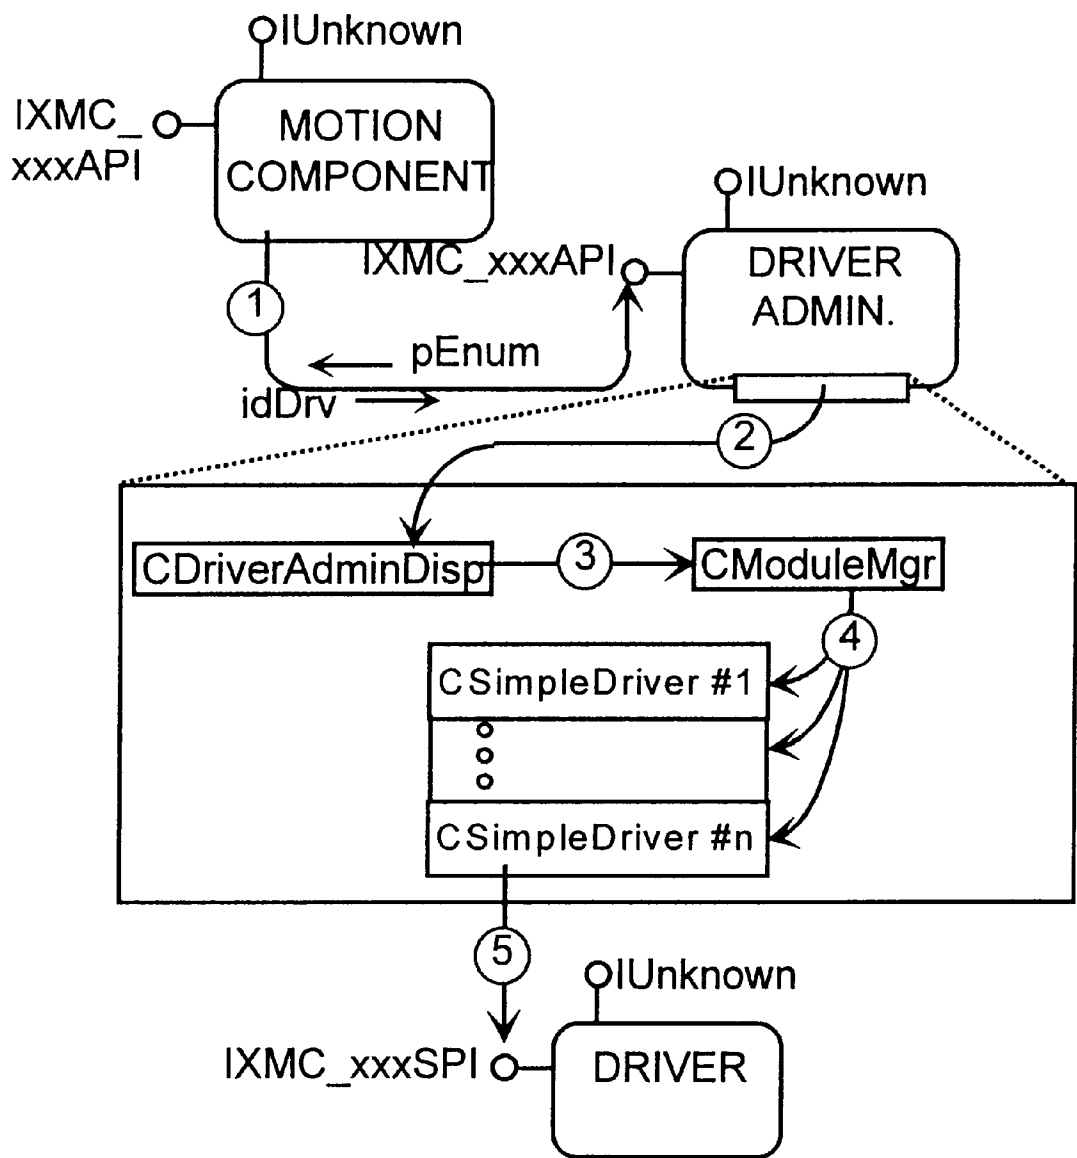 IUnknown
IXMC_
xxxAPI
MOTION
COMPONENT
IUnknown
IXMC_xxxAPI
DRIVER
ADMIN.
1
pEnum
idDrv
2
CDriverAdminDisp
3
CModuleMgr
4
CSimpleDriver #1
CSimpleDriver #n
5
IUnknown
IXMC_xxxSPI
DRIVER